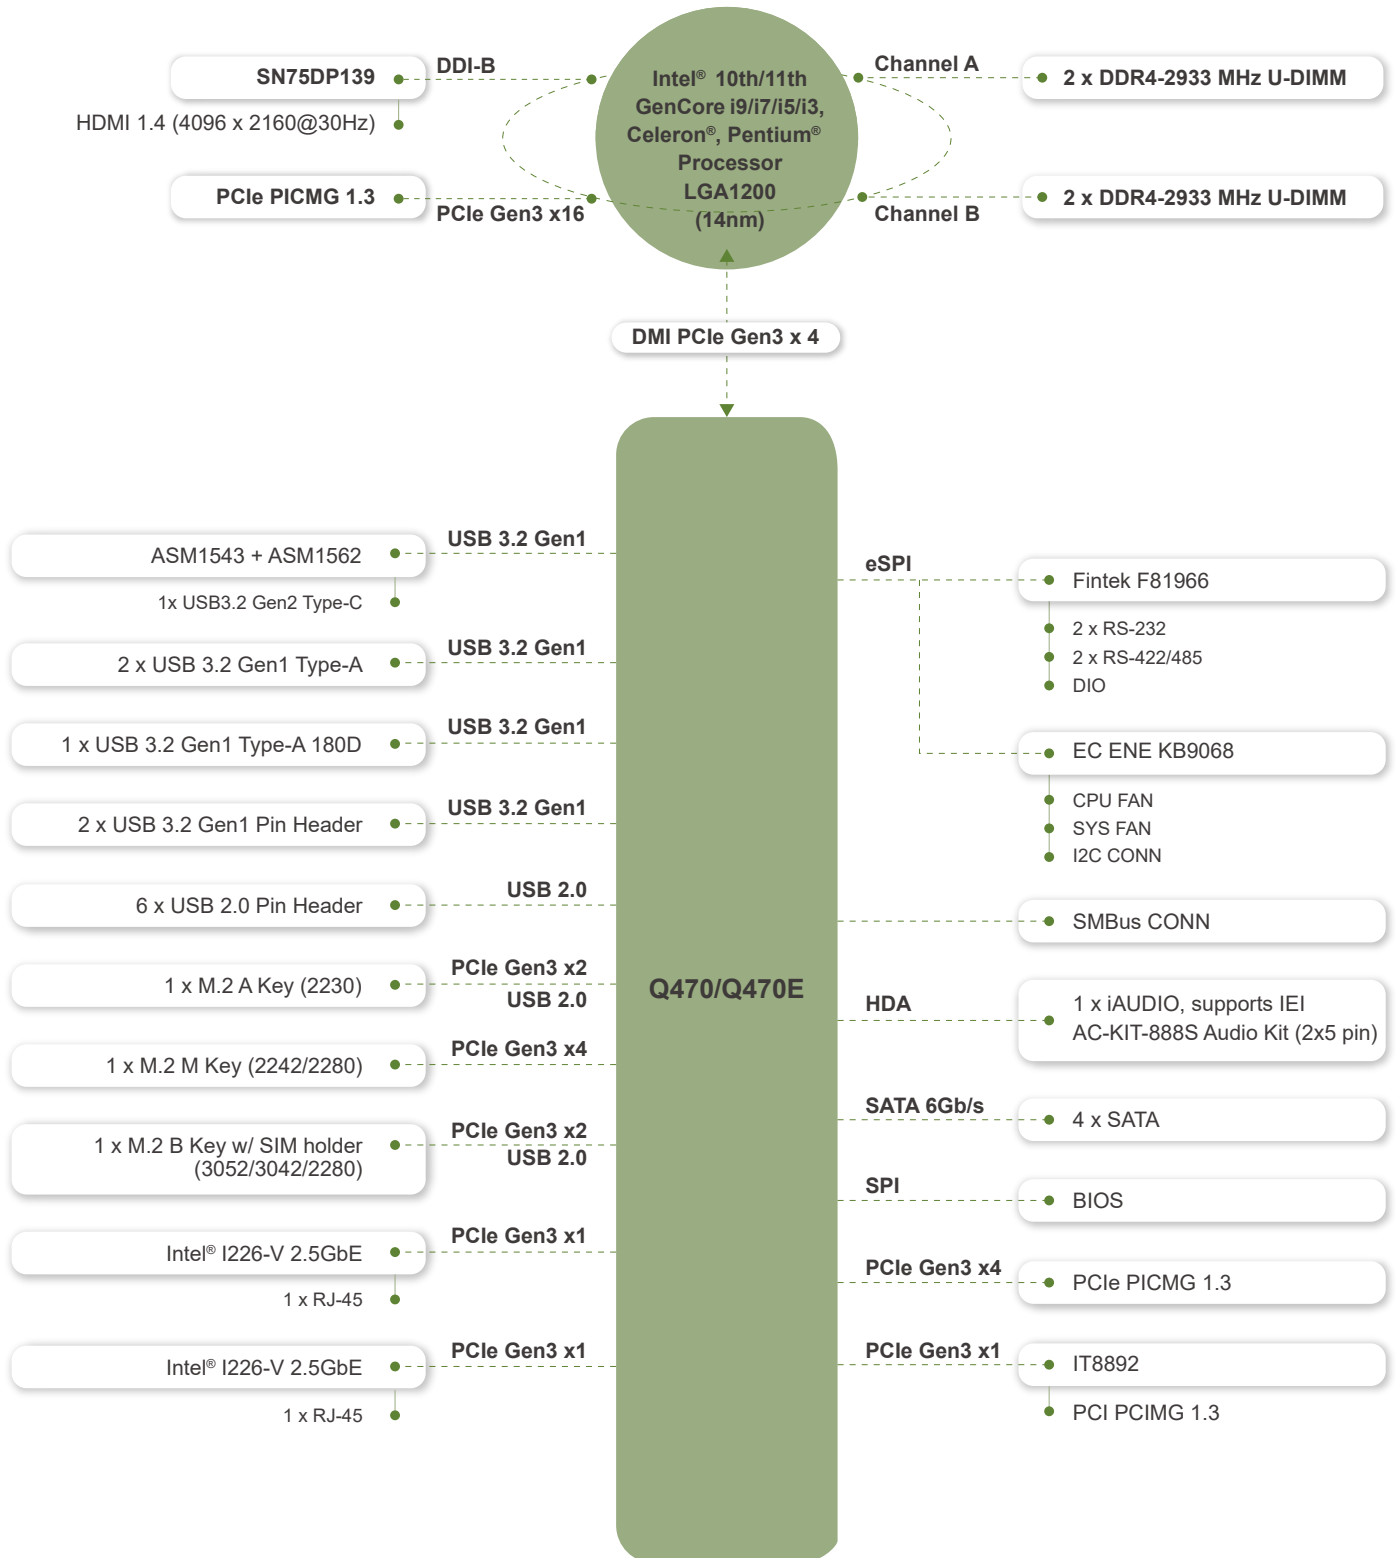 SN75DP139
DDI-B
HDMI 1.4 (4096 x 2160@30Hz)
PCIe PICMG 1.3
PCIe Gen3 x16
Intel® 10th/11th
GenCore i9/i7/i5/i3,
Celeron®, Pentium®
Processor
LGA1200
(14nm)
Channel A
2 x DDR4-2933 MHz U-DIMM
Channel B
2 x DDR4-2933 MHz U-DIMM
DMI PCIe Gen3 x 4
Q470/Q470E
USB 3.2 Gen1
ASM1543 + ASM1562
1x USB3.2 Gen2 Type-C
USB 3.2 Gen1
2 x USB 3.2 Gen1 Type-A
USB 3.2 Gen1
1 x USB 3.2 Gen1 Type-A 180D
USB 3.2 Gen1
2 x USB 3.2 Gen1 Pin Header
USB 2.0
6 x USB 2.0 Pin Header
PCIe Gen3 x2
USB 2.0
1 x M.2 A Key (2230)
PCIe Gen3 x4
1 x M.2 M Key (2242/2280)
PCIe Gen3 x2
USB 2.0
1 x M.2 B Key w/ SIM holder
(3052/3042/2280)
PCIe Gen3 x1
Intel® I226-V 2.5GbE
1 x RJ-45
PCIe Gen3 x1
Intel® I226-V 2.5GbE
1 x RJ-45
eSPI
Fintek F81966
2 x RS-232
2 x RS-422/485
DIO
EC ENE KB9068
CPU FAN
SYS FAN
I2C CONN
SMBus CONN
HDA
1 x iAUDIO, supports IEI
AC-KIT-888S Audio Kit (2x5 pin)
SATA 6Gb/s
4 x SATA
SPI
BIOS
PCIe Gen3 x4
PCIe PICMG 1.3
PCIe Gen3 x1
IT8892
PCI PCIMG 1.3